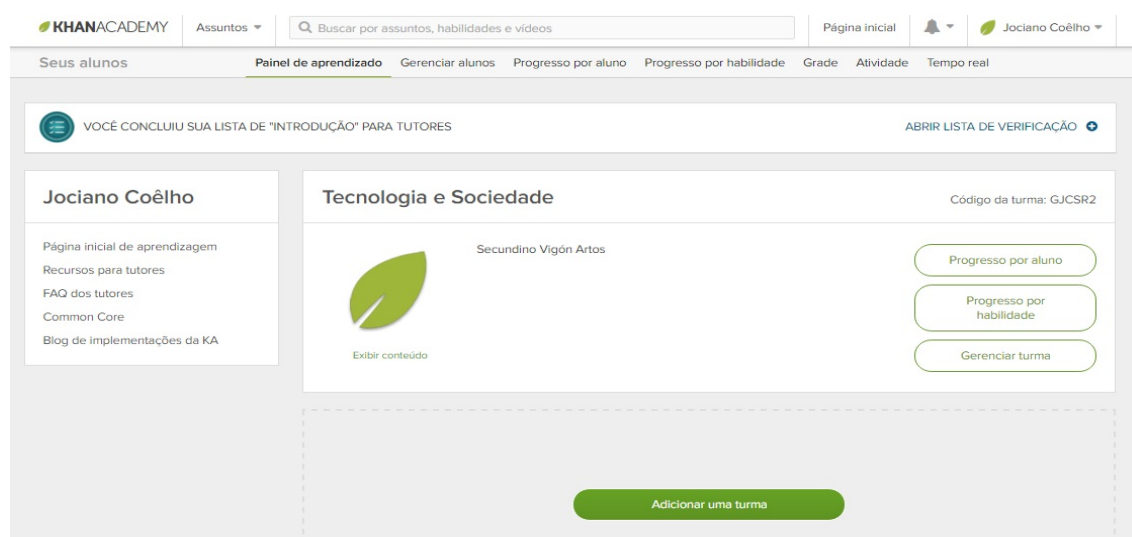 KHANACADEMY Assuntos Buscar por assuntos, habilidades e vídeos Página inicial Jociano Coêlho
Seus alunos Painel de aprendizado Gerenciar alunos Progresso por aluno Progresso por habilidade Grade Atividade Tempo real
VOCÊ CONCLUIU SUA LISTA DE "INTRODUÇÃO" PARA TUTORES ABRIR LISTA DE VERIFICAÇÃO
Jociano Coêlho
Página inicial de aprendizagem
Recursos para tutores
FAQ dos tutores
Common Core
Blog de implementações da KA
Tecnologia e Sociedade Código da turma: GJCSR2
Secundino Vigón Artos
Exibir conteúdo
Progresso por aluno
Progresso por
habilidade
Gerenciar turma
Adicionar uma turma